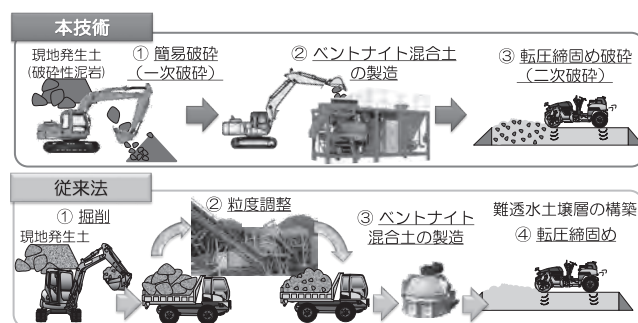 本技術
現地発生土
(破砕性泥岩)
① 簡易破砕
(一次破砕)
② ベントナイト混合土
の製造
③ 転圧締固め破砕
(二次破砕)
従来法
① 掘削
現地発生土
② 粒度調整
③ ベントナイト
混合土の製造
難透水土壌層の構築
④ 転圧締固め